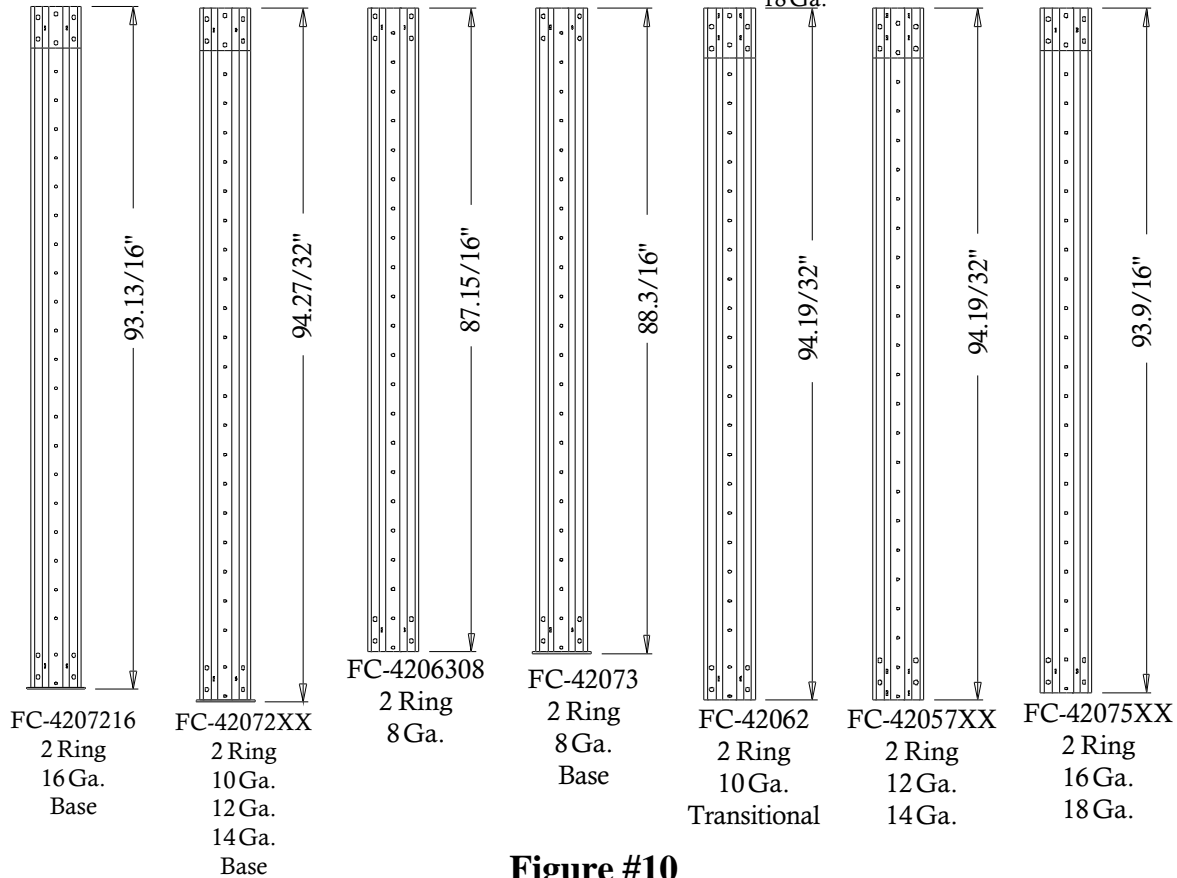 18 Ga.
93.13/16"
94.27/32"
87.15/16"
88.3/16"
94.19/32"
94.19/32"
93.9/16"
FC-4207216
2 Ring
16 Ga.
Base
FC-42072XX
2 Ring
10 Ga.
12 Ga.
14 Ga.
Base
FC-4206308
2 Ring
8 Ga.
FC-42073
2 Ring
8 Ga.
Base
FC-42062
2 Ring
10 Ga.
Transitional
FC-42057XX
2 Ring
12 Ga.
14 Ga.
FC-42075XX
2 Ring
16 Ga.
18 Ga.
Figure #10